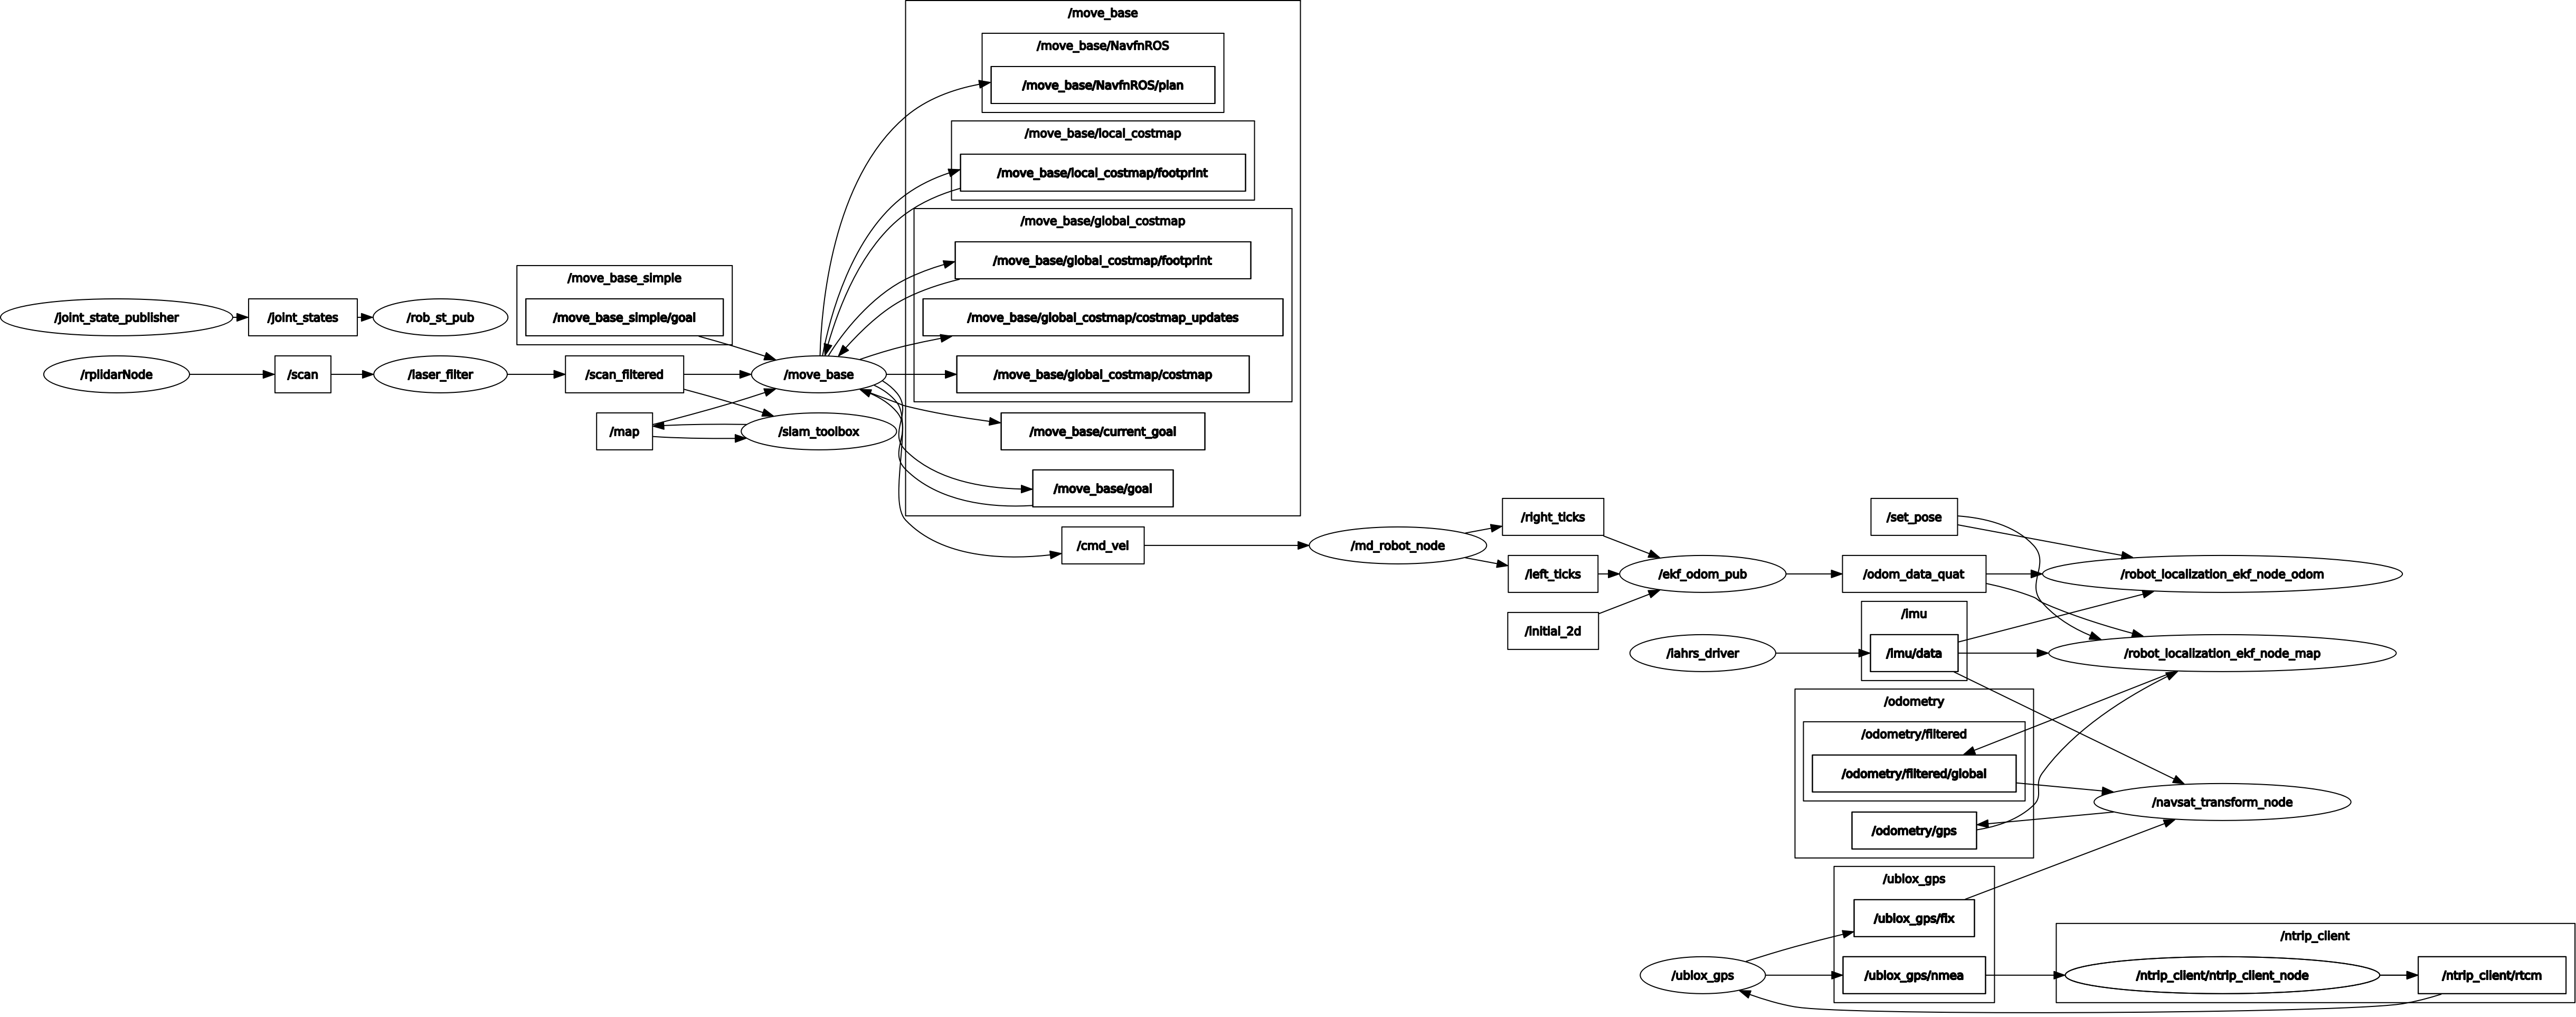 /move_base
/move_base/NavfnROS
/move_base/NavfnROS/plan
/move_base/local_costmap
/move_base/local_costmap/footprint
/move_base/global_costmap
/move_base/global_costmap/footprint
/move_base/global_costmap/costmap_updates
/move_base/global_costmap/costmap
/move_base/current_goal
/move_base/goal
/move_base_simple
/move_base_simple/goal
/joint_state_publisher
/joint_states
/rob_st_pub
/rplidarNode
/scan
/laser_filter
/scan_filtered
/move_base
/map
/slam_toolbox
/cmd_vel
/md_robot_node
/right_ticks
/left_ticks
/initial_2d
/ekf_odom_pub
/set_pose
/odom_data_quat
/robot_localization_ekf_node_odom
/imu
/iahrs_driver
/imu/data
/robot_localization_ekf_node_map
/odometry
/odometry/filtered
/odometry/filtered/global
/odometry/gps
/navsat_transform_node
/ublox_gps
/ublox_gps/fix
/ublox_gps
/ublox_gps/nmea
/ntrip_client
/ntrip_client/ntrip_client_node
/ntrip_client/rtcm